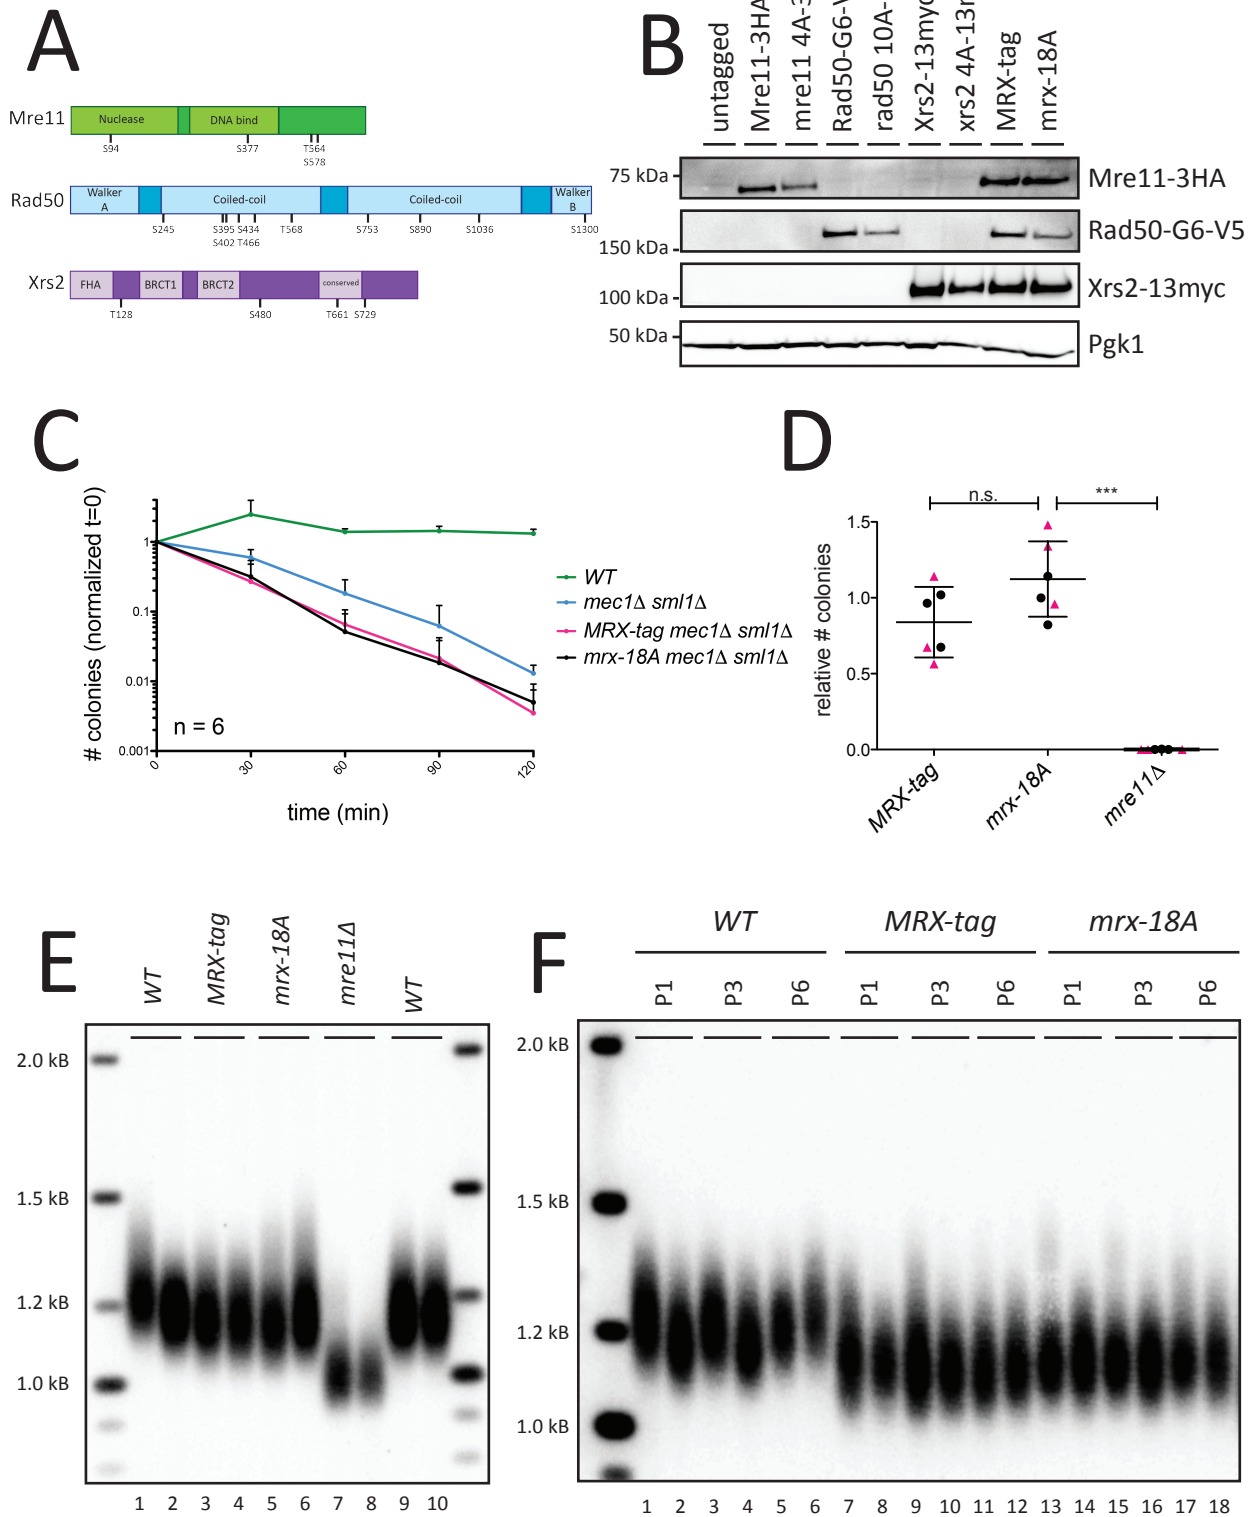 A
Mre11
Nuclease
DNA bind
S94
S377
T564
S578
Rad50
Walker A
Coiled-coil
Coiled-coil
Walker B
S245
S395
S434
T568
S753
S890
S1036
S1300
S402 T466
Xrs2
FHA
BRCT1
BRCT2
conserved
T128
S480
T661
S729
B
untagged
Mre11-3HA
mre11 4A-3
Rad50-G6-V
rad50 10A-
Xrs2-13myc
xrs2 4A-13
MRX-tag
mrx-18A
75 kDa
Mre11-3HA
150 kDa
Rad50-G6-V5
100 kDa
Xrs2-13myc
50 kDa
Pgk1
C
# colonies (normalized t=0)
1
0.1
0.01
0.001
0
30
60
90
120
time (min)
n = 6
WT
mec1Δ sml1Δ
MRX-tag mec1Δ sml1Δ
mrx-18A mec1Δ sml1Δ
D
n.s.
***
relative # colonies
1.5
1.0
0.5
0.0
MRX-tag
mrx-18A
mre11Δ
E
WT
MRX-tag
mrx-18A
mre11Δ
WT
2.0 kB
1.5 kB
1.2 kB
1.0 kB
1 2 3 4 5 6 7 8 9 10
F
WT
MRX-tag
mrx-18A
P1 P3 P6 P1 P3 P6 P1 P3 P6
2.0 kB
1.5 kB
1.2 kB
1.0 kB
1 2 3 4 5 6 7 8 9 10 11 12 13 14 15 16 17 18